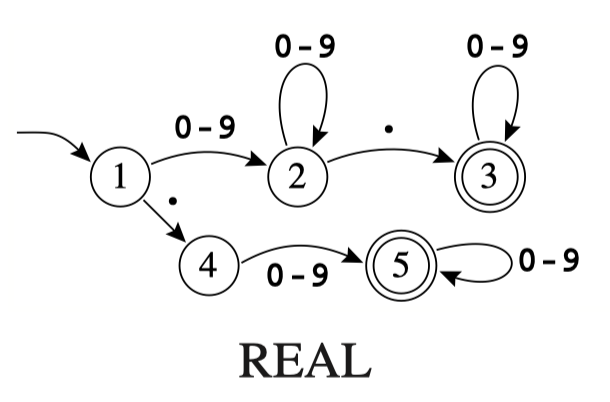 0 – 9 0 – 9
0 – 9 .
1 2 3
.
4 0 – 9 5 0 – 9
REAL